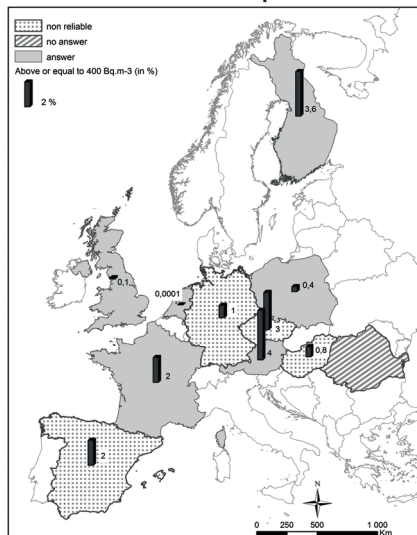 non reliable
no answer
answer
Above or equal to 400 Bq.m-3 (in %)
2 %
3,6
0,1
0,0001
0,4
1
3
4
0,8
2
2
N
0 250 500 1 000
Km